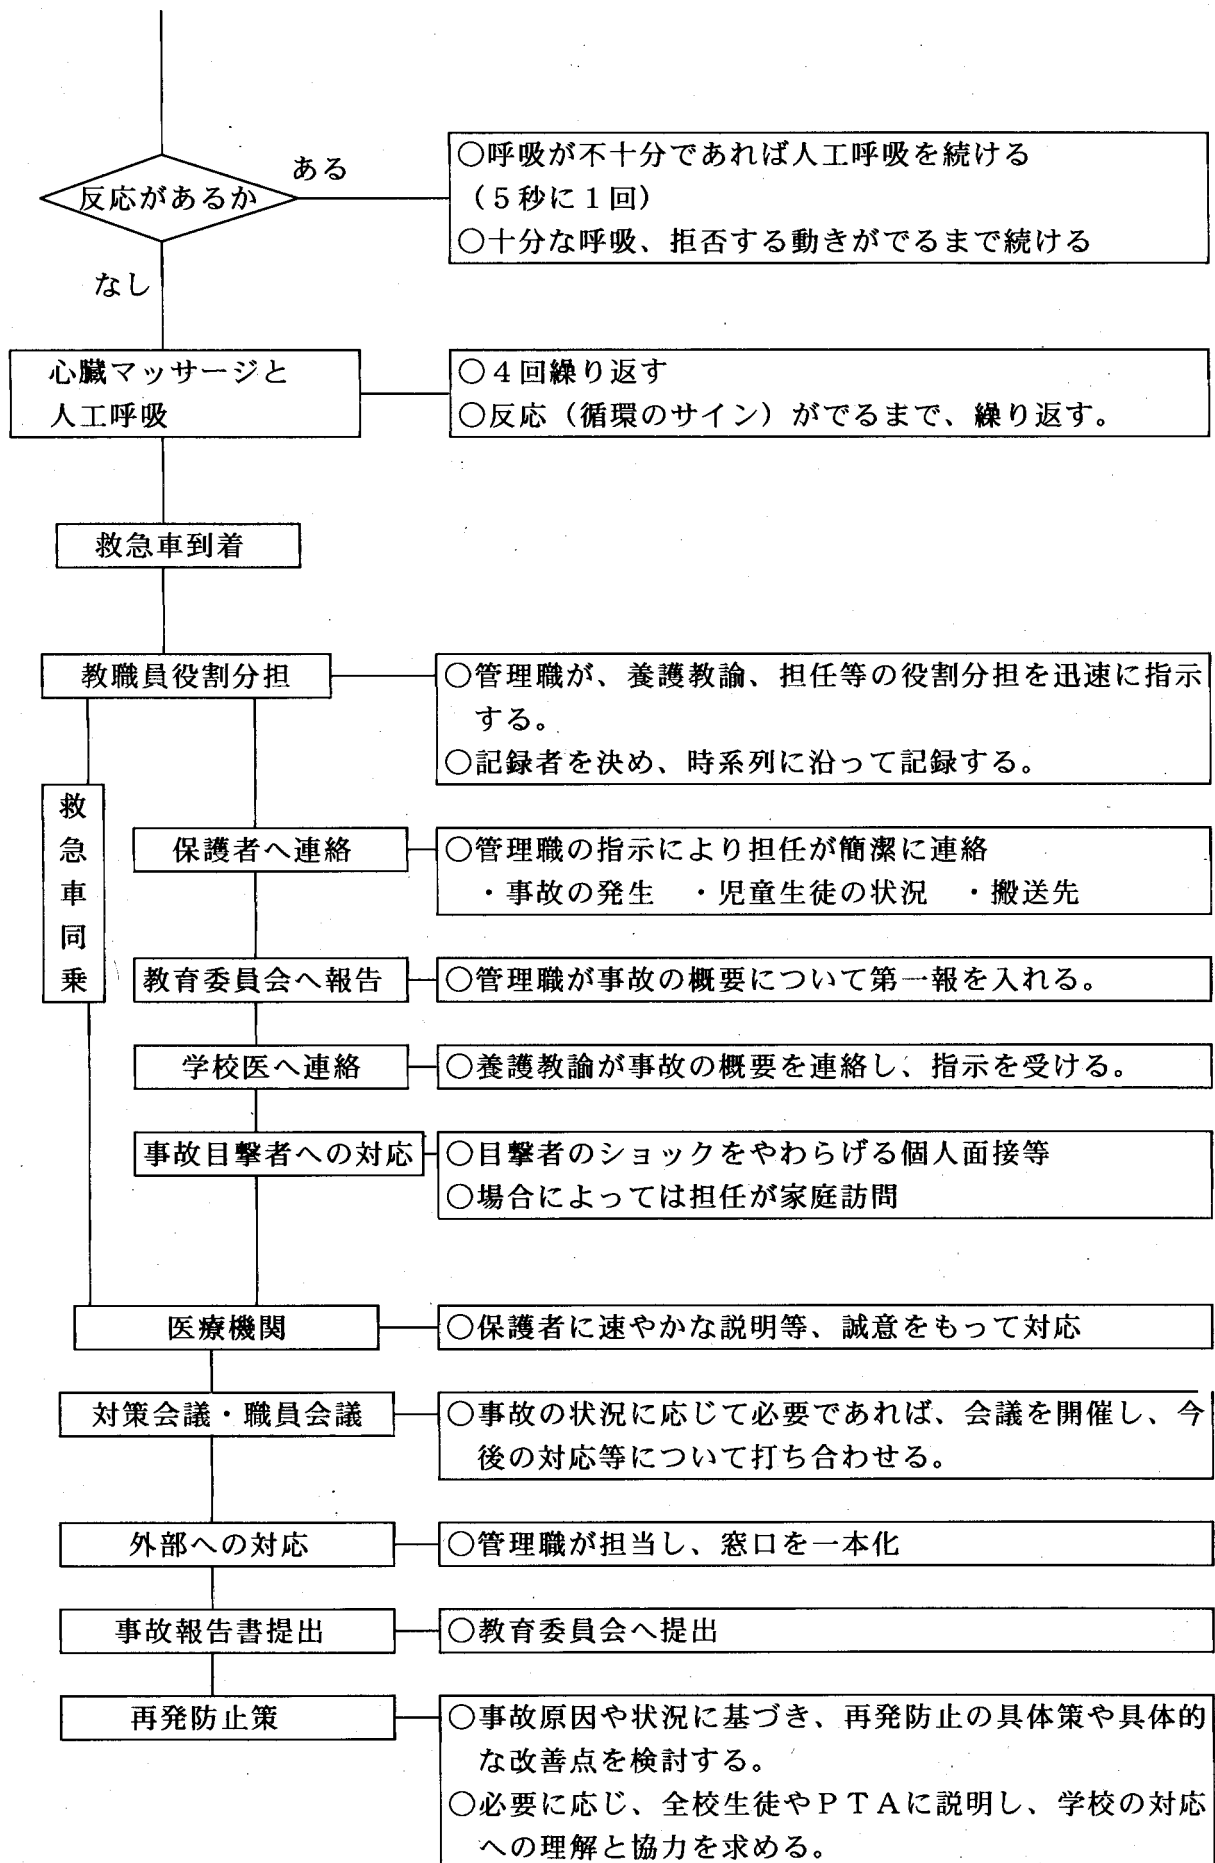 反応があるか
ある
○呼吸が不十分であれば人工呼吸を続ける
(5秒に1回)
○十分な呼吸、拒否する動きがでるまで続ける
なし
心臓マッサージと
人工呼吸
○4回繰り返す
○反応(循環のサイン)がでるまで、繰り返す。
救急車到着
教職員役割分担
○管理職が、養護教諭、担任等の役割分担を迅速に指示
する。
○記録者を決め、時系列に沿って記録する。
救急車同乗
保護者へ連絡
○管理職の指示により担任が簡潔に連絡
・事故の発生 ・児童生徒の状況 ・搬送先
教育委員会へ報告
○管理職が事故の概要について第一報を入れる。
学校医へ連絡
○養護教諭が事故の概要を連絡し、指示を受ける。
事故目撃者への対応
○目撃者のショックをやわらげる個人面接等
○場合によっては担任が家庭訪問
医療機関
○保護者に速やかな説明等、誠意をもって対応
対策会議・職員会議
○事故の状況に応じて必要であれば、会議を開催し、今
後の対応等について打ち合わせる。
外部への対応
○管理職が担当し、窓口を一本化
事故報告書提出
○教育委員会へ提出
再発防止策
○事故原因や状況に基づき、再発防止の具体策や具体的
な改善点を検討する。
○必要に応じ、全校生徒やPTAに説明し、学校の対応
への理解と協力を求める。